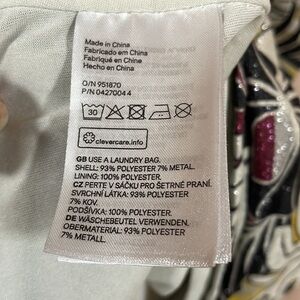 Made in China
Fabricado em China
Fabriqué en Chine
Hecho en China
O/N 951870
P/N 04270044
30
clevercare.info
GB USE A LAUNDRY BAG.
SHELL: 93% POLYESTER 7% METAL.
LINING: 100% POLYESTER.
CZ PERTE V SÁČKU PRO ŠETRNÉ PRANÍ.
SVRCHNÍ LÁTKA: 93% POLYESTER
7% KOV.
PODŠÍVKA: 100% POLYESTER.
DE WÄSCHEBEUTEL VERWENDEN.
OBERMATERIAL: 93% POLYESTER
7% METALL.